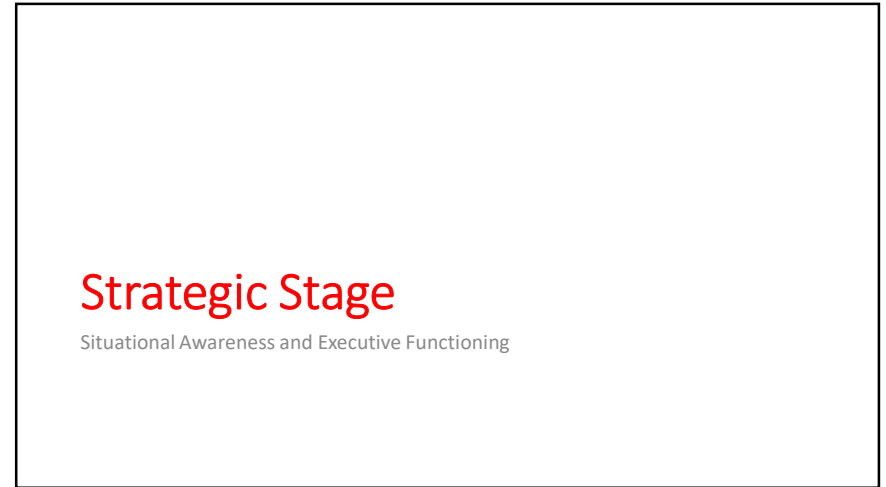 Strategic Stage
Situational Awareness and Executive Functioning